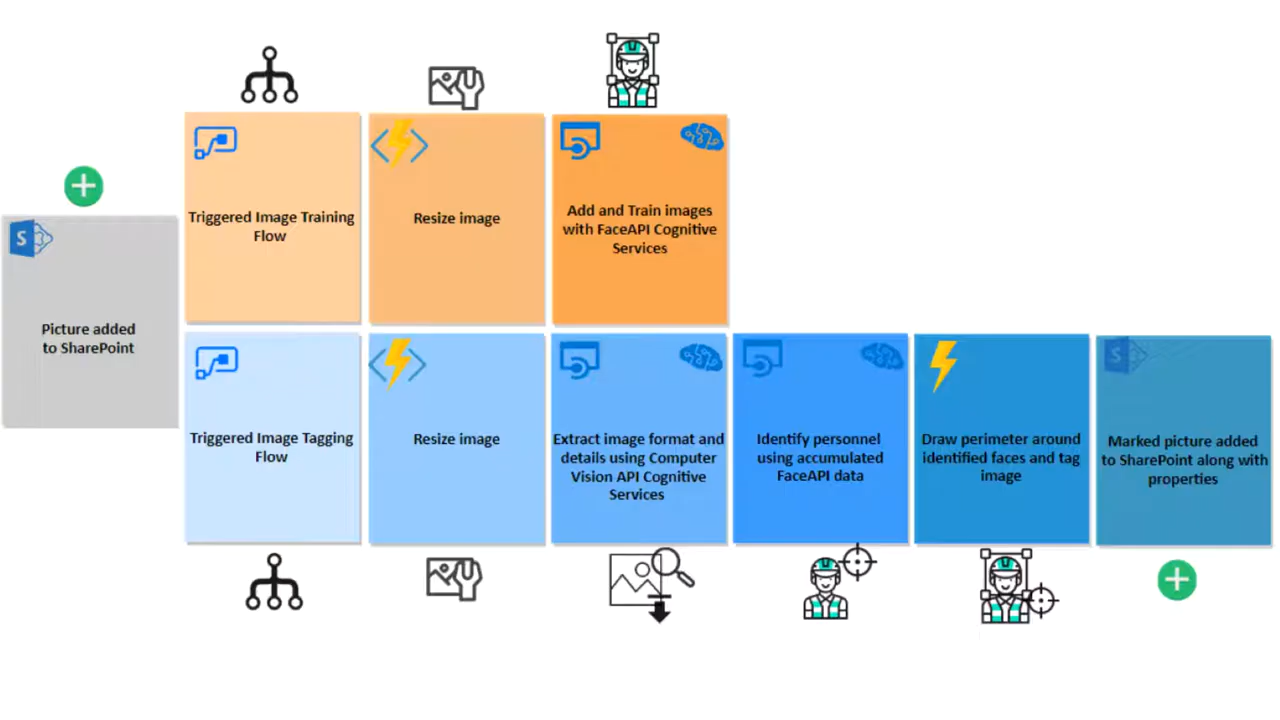 Triggered Image Training
Flow
Resize image
Add and Train images
with FaceAPI Cognitive
Services
S
Picture added
to SharePoint
Triggered Image Tagging
Flow
Resize image
Extract image format and
details using Computer
Vision API Cognitive
Services
Identify personnel
using accumulated
FaceAPI data
Draw perimeter around
identified faces and tag
image
S
Marked picture added
to SharePoint along with
properties